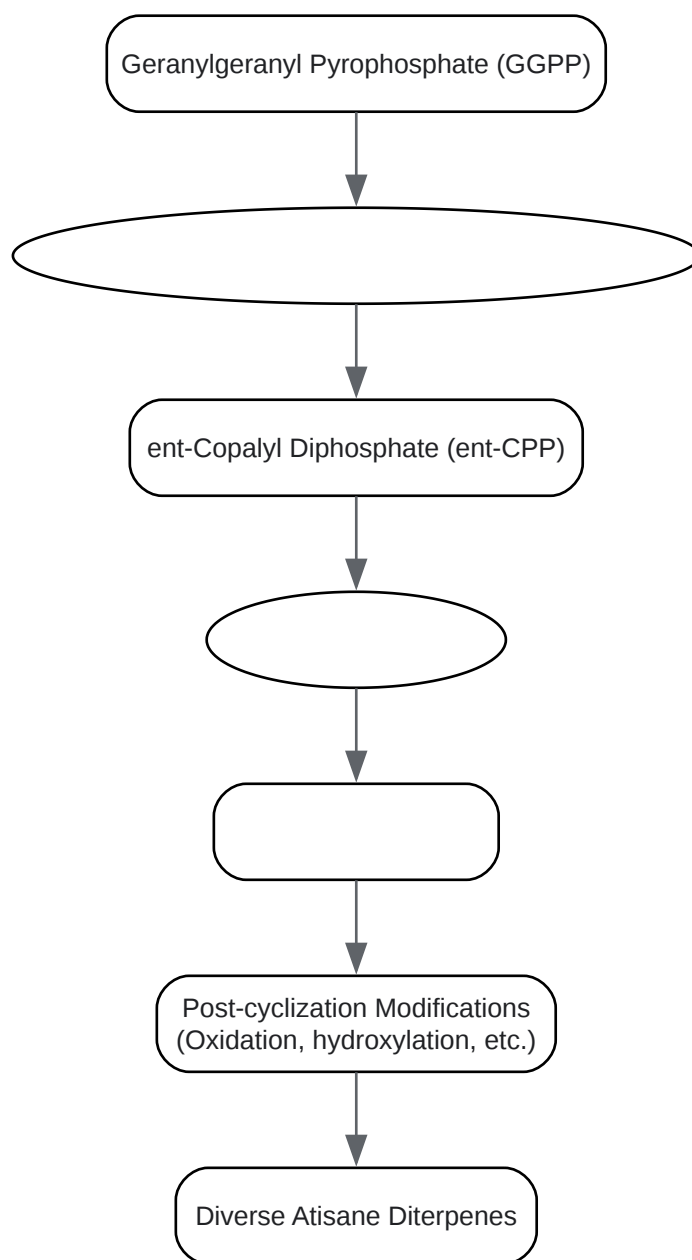 Geranylgeranyl Pyrophosphate (GGPP)
ent-Copalyl Diphosphate (ent-CPP)
Post-cyclization Modifications
(Oxidation, hydroxylation, etc.)
Diverse Atisane Diterpenes